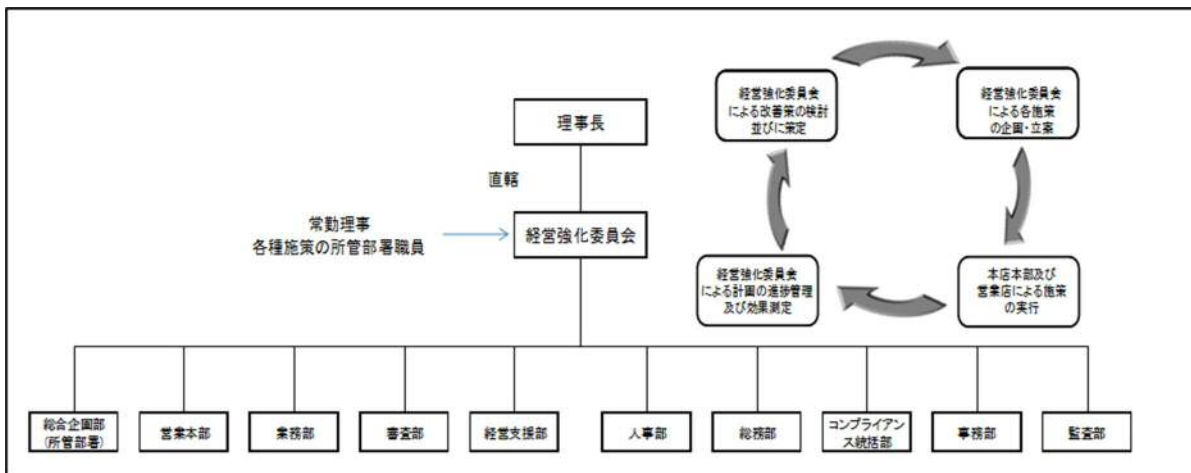 理事長
直轄
常勤理事
各種施策の所管部署職員
経営強化委員会
経営強化委員会
による改善策の検討
並びに策定
経営強化委員会
による各施策
の企画・立案
経営強化委員会
による計画の進捗管理
及び効果測定
本店本部及び
営業店による施策
の実行
総合企画部
(所管部署)
営業本部
業務部
審査部
経営支援部
人事部
総務部
コンプライアン
ス統括部
事務部
監査部